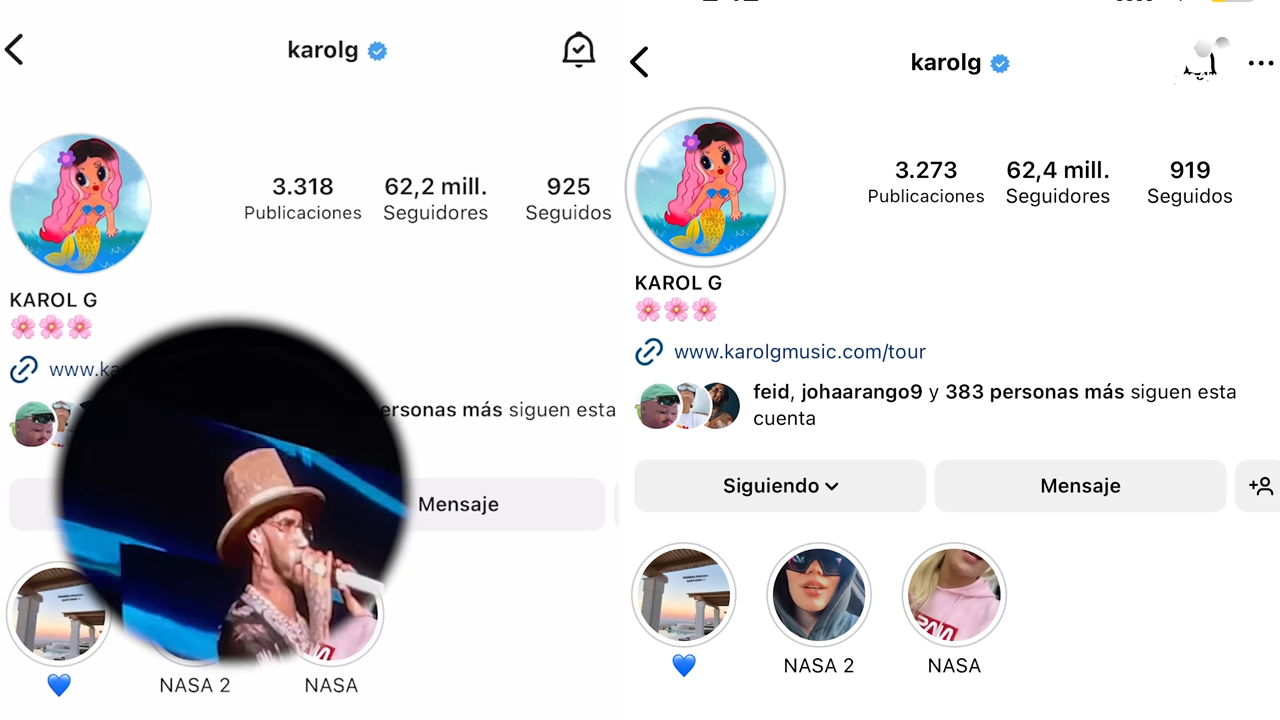 karolg
3.318
62,2 mill.
925
Publicaciones
Seguidores
Seguidos
KAROL G
www.ka
ersonas más siguen esta
Mensaje
NASA 2
NASA
karolg
3.273
62,4 mill.
919
Publicaciones
Seguidores
Seguidos
KAROL G
www.karolgmusic.com/tour
feid, johaarango9 y 383 personas más siguen esta
cuenta
Siguiendo
Mensaje
NASA 2
NASA